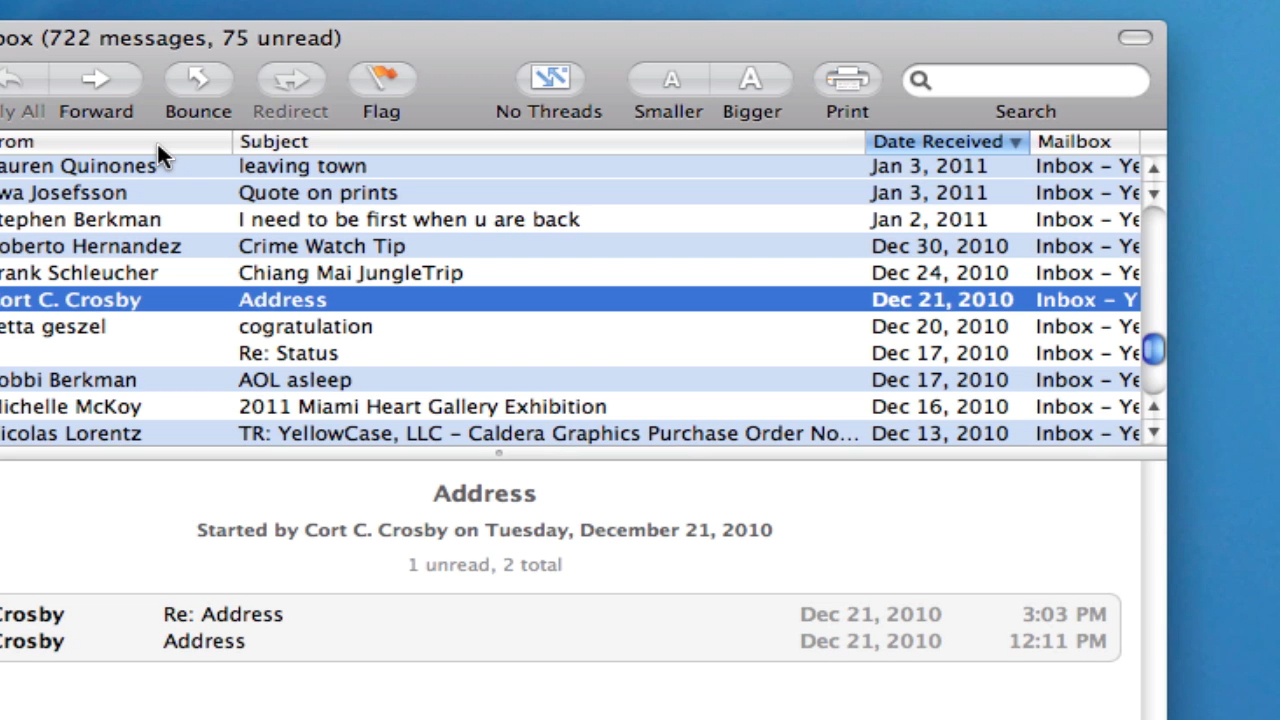 box (722 messages, 75 unread)
A A
ly All Forward Bounce Redirect Flag No Threads Smaller Bigger Print Search
rom Subject Date Received Mailbox
auren Quinones leaving town Jan 3, 2011 Inbox – Ye
wa Josefsson Quote on prints Jan 3, 2011 Inbox – Ye
tephen Berkman I need to be first when u are back Jan 2, 2011 Inbox – Ye
oberto Hernandez Crime Watch Tip Dec 30, 2010 Inbox – Ye
rank Schleucher Chiang Mai JungleTrip Dec 24, 2010 Inbox – Ye
ort C. Crosby Address Dec 21, 2010 Inbox – Y
etta geszel cogratulation Dec 20, 2010 Inbox – Ye
Re: Status Dec 17, 2010 Inbox – Ye
obbi Berkman AOL asleep Dec 17, 2010 Inbox – Ye
ichelle McKoy 2011 Miami Heart Gallery Exhibition Dec 16, 2010 Inbox – Ye
icolas Lorentz TR: YellowCase, LLC – Caldera Graphics Purchase Order No... Dec 13, 2010 Inbox – Ye
Address
Started by Cort C. Crosby on Tuesday, December 21, 2010
1 unread, 2 total
Crosby Re: Address Dec 21, 2010 3:03 PM
Crosby Address Dec 21, 2010 12:11 PM